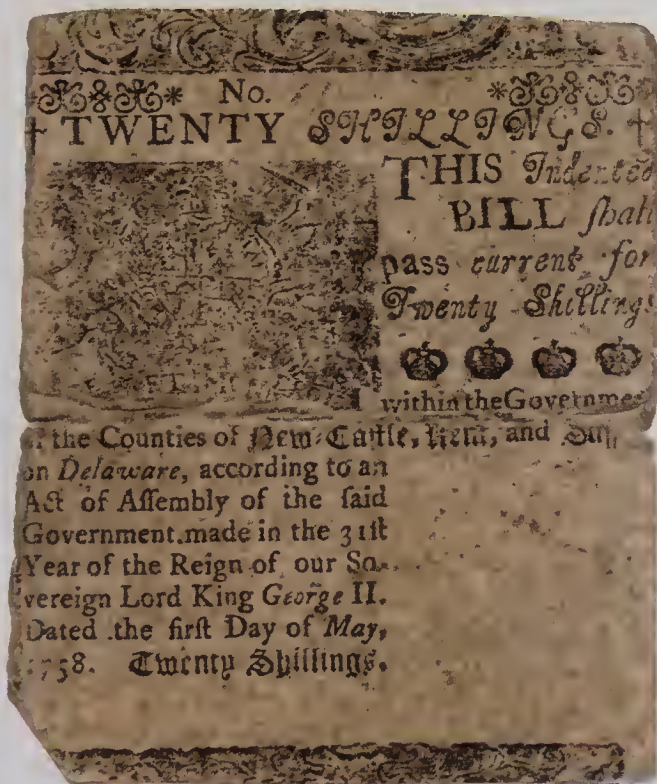 No.
TWENTY SHILLINGS.
THIS Indented
BILL ſhall
pass current for
Twenty Shillings
within the Governme
the Counties of New-Caſtle, Kent, and
on Delaware, according to an
Act of Aſſembly of the ſaid
Government made in the 31ſt
Year of the Reign of our So-
vereign Lord King George II.
Dated the firſt Day of May,
1758. Twenty Shillings.